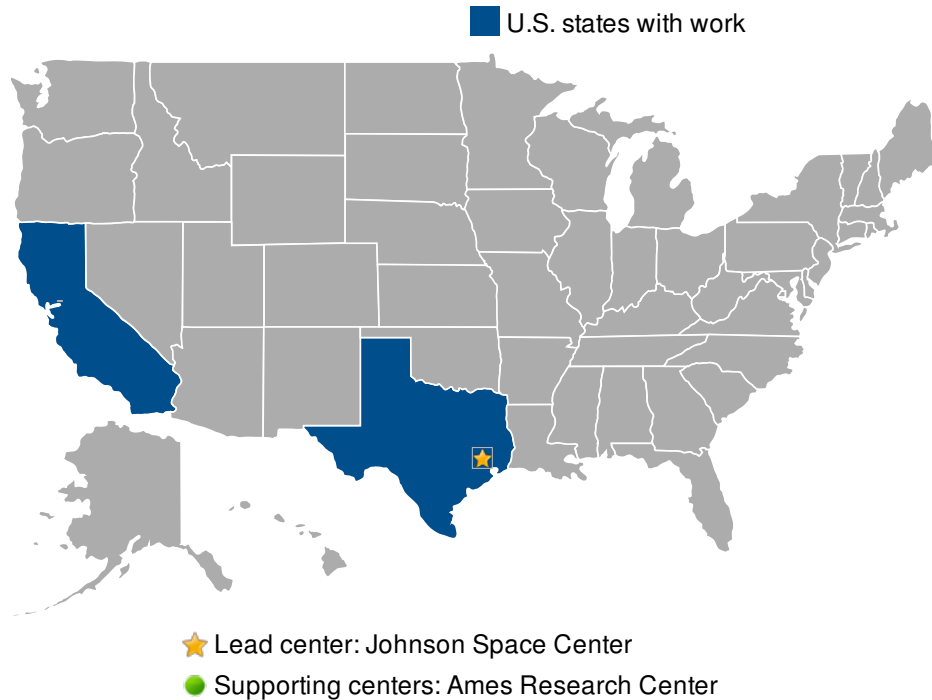 U.S. states with work
Lead center: Johnson Space Center
Supporting centers: Ames Research Center